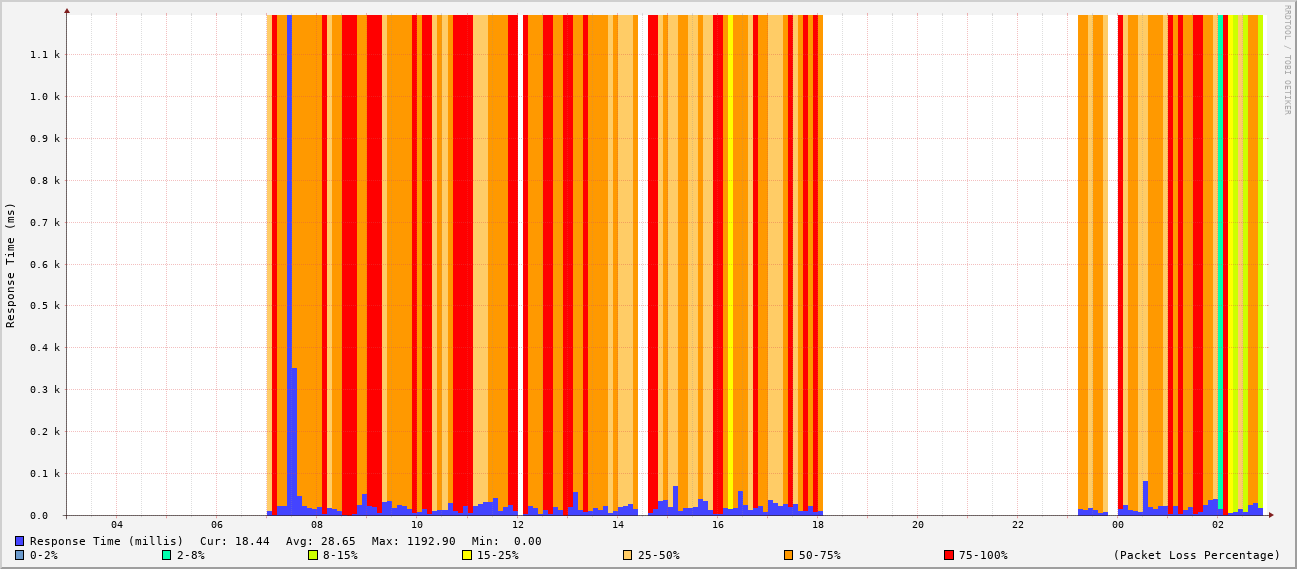 RRDTOOL / TOBI OETIKER
Response Time (ms)
1.1 k
1.0 k
0.9 k
0.8 k
0.7 k
0.6 k
0.5 k
0.4 k
0.3 k
0.2 k
0.1 k
0.0
04 06 08 10 12 14 16 18 20 22 00 02
Response Time (millis) Cur: 18.44 Avg: 28.65 Max: 1192.90 Min: 0.00
0-2% 2-8% 8-15% 15-25% 25-50% 50-75% 75-100% (Packet Loss Percentage)